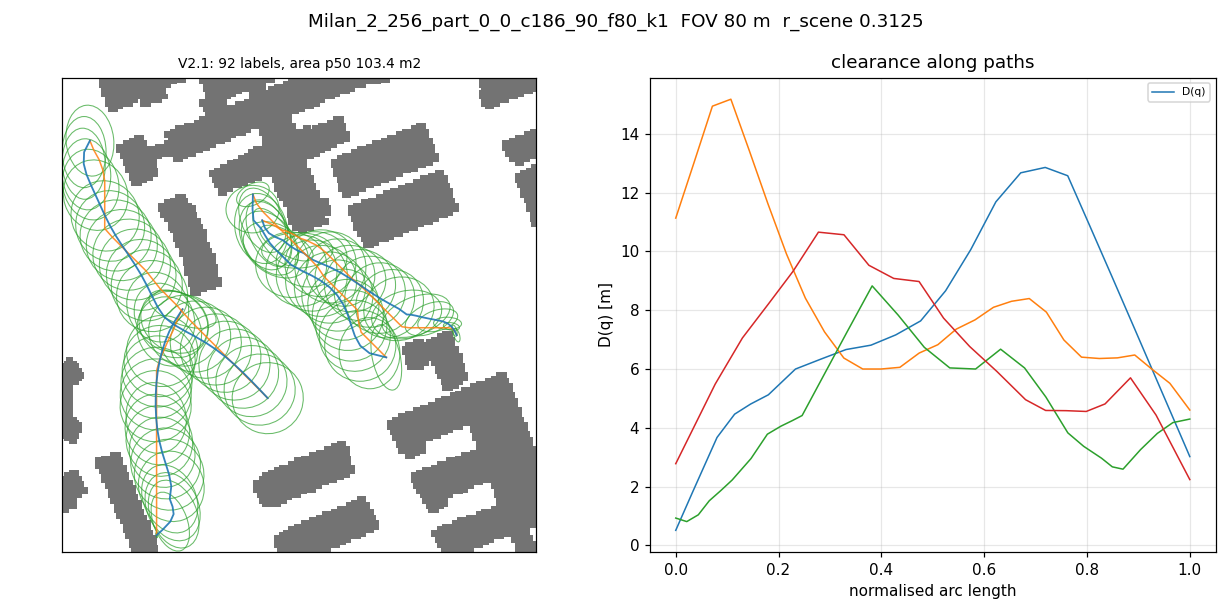 Milan_2_256_part_0_0_c186_90_f80_k1 FOV 80 m r_scene 0.3125
V2.1: 92 labels, area p50 103.4 m2
clearance along paths
D(q)
D(q) [m]
14
12
10
8
6
4
2
0
0.0 0.2 0.4 0.6 0.8 1.0
normalised arc length